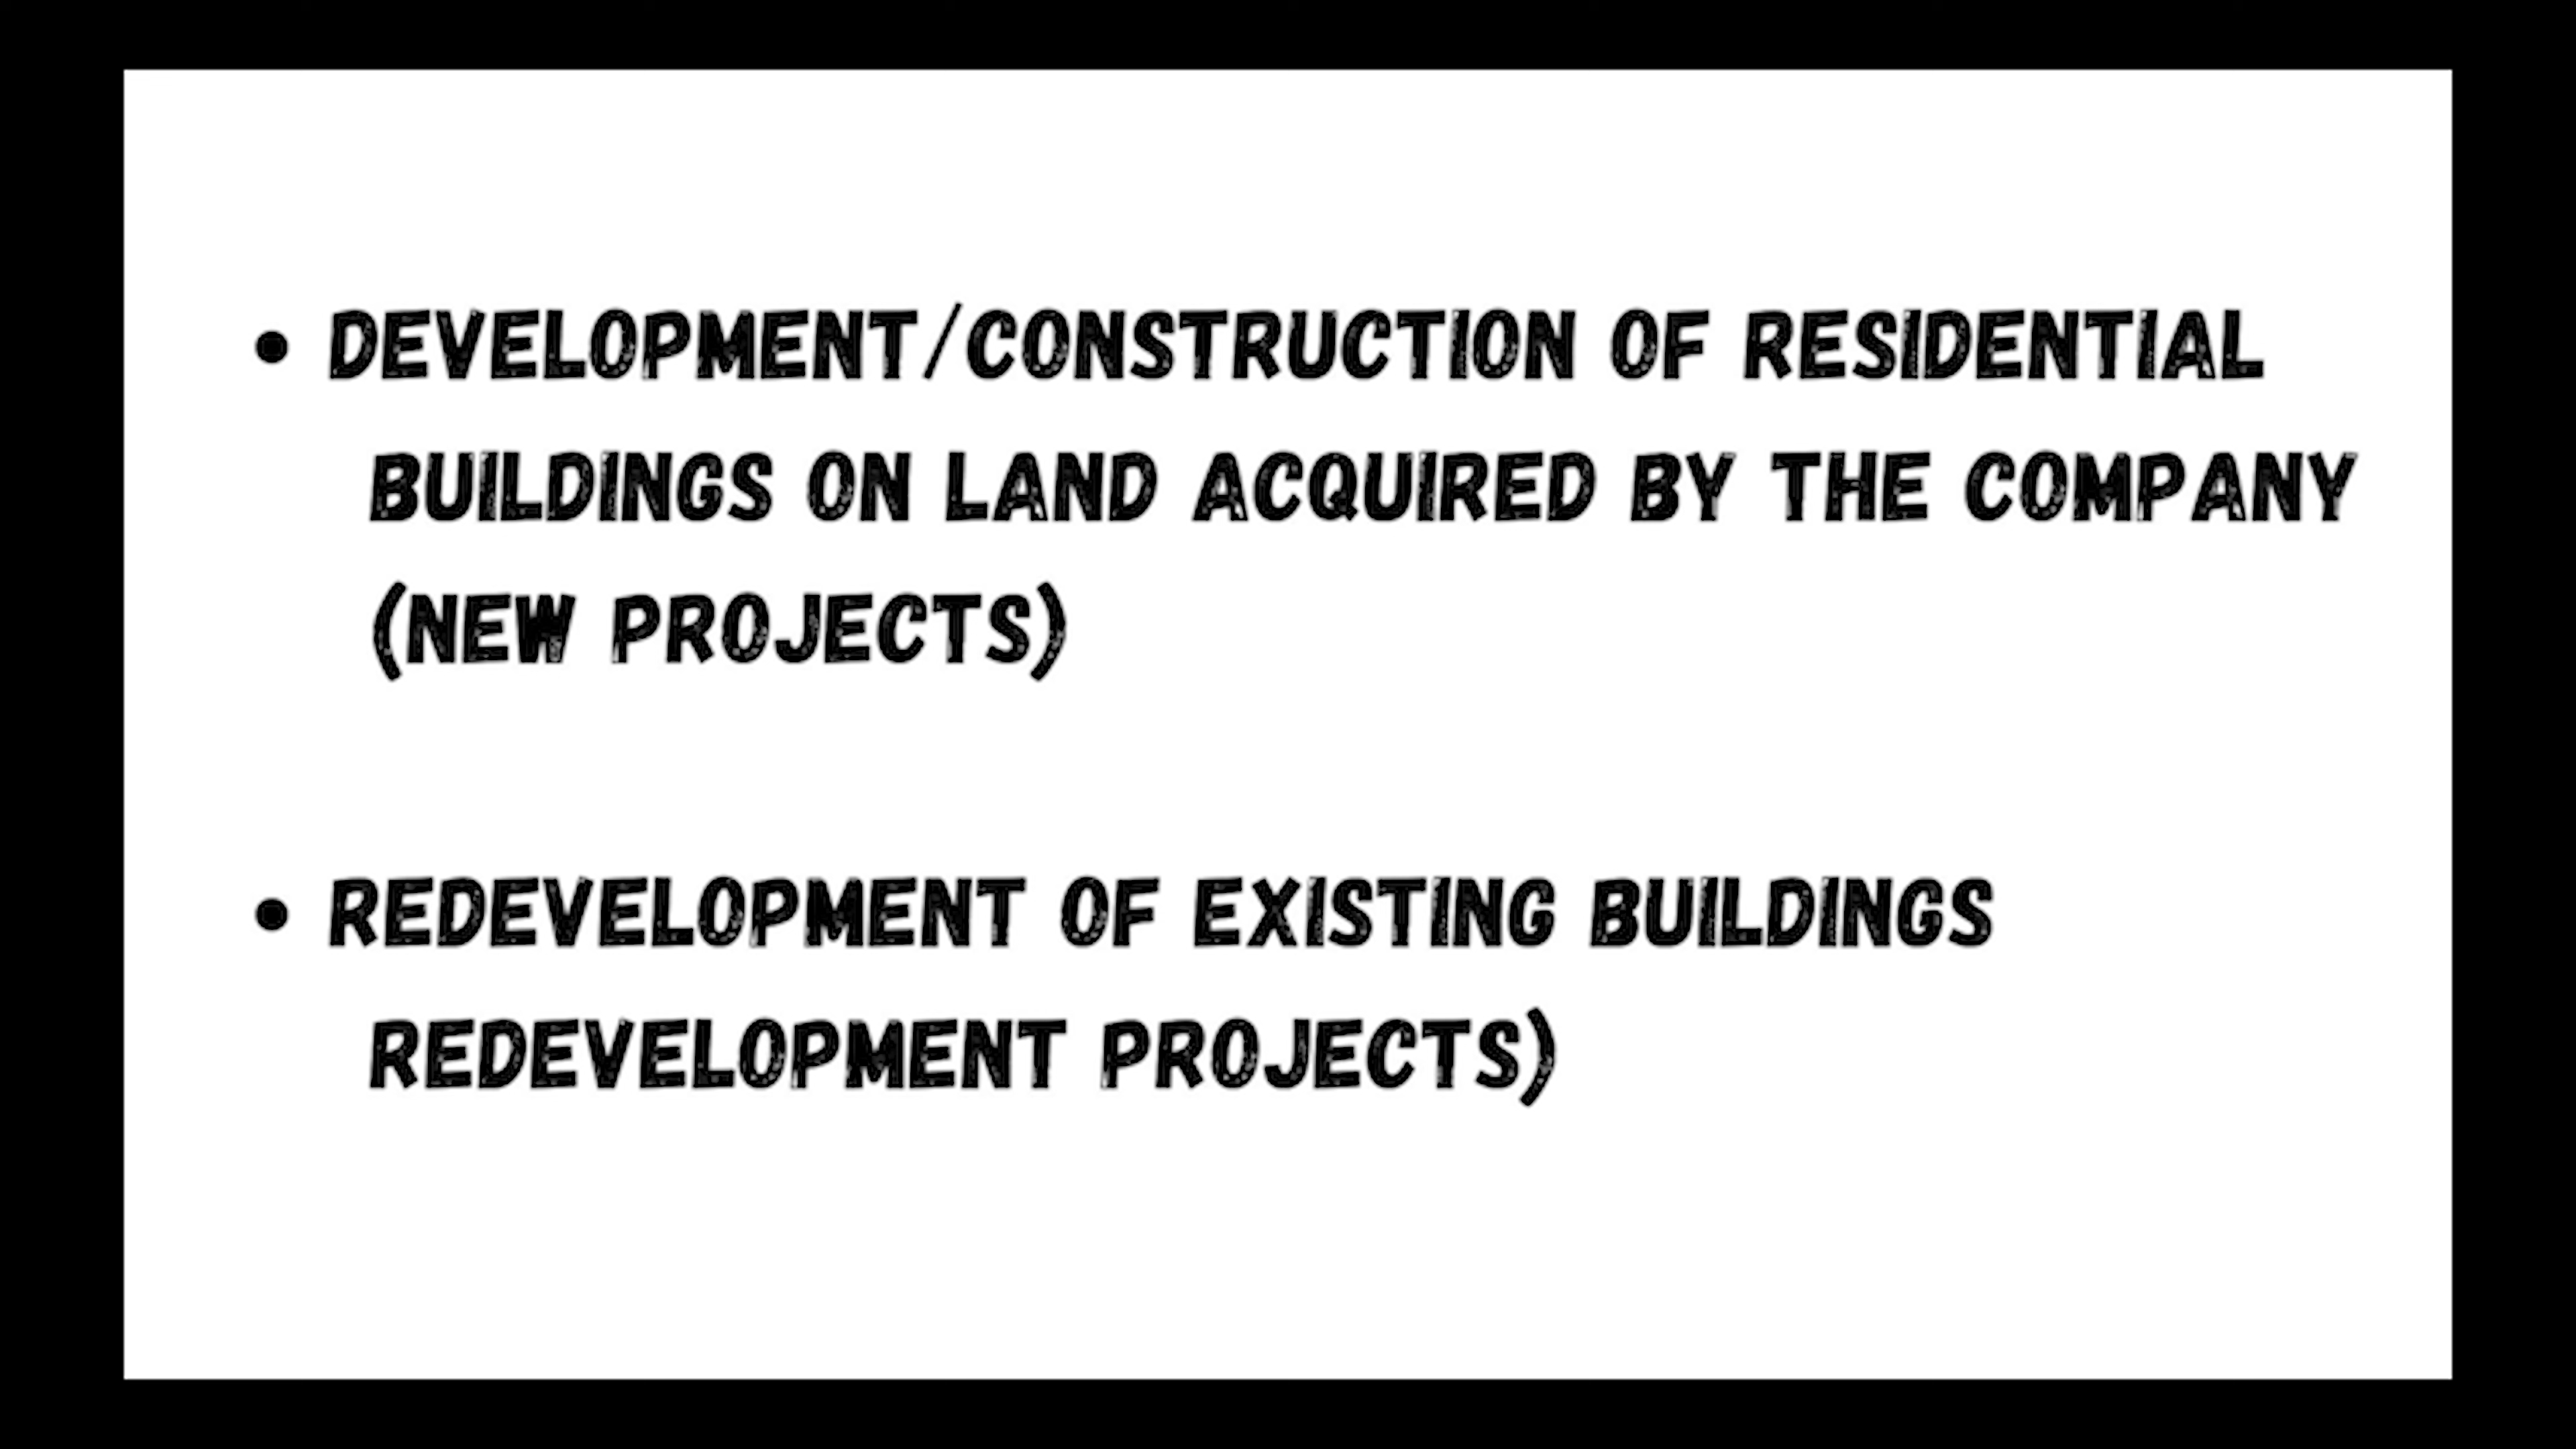 • DEVELOPMENT/CONSTRUCTION OF RESIDENTIAL
BUILDINGS ON LAND ACQUIRED BY THE COMPANY
(NEW PROJECTS)
• REDEVELOPMENT OF EXISTING BUILDINGS
REDEVELOPMENT PROJECTS)